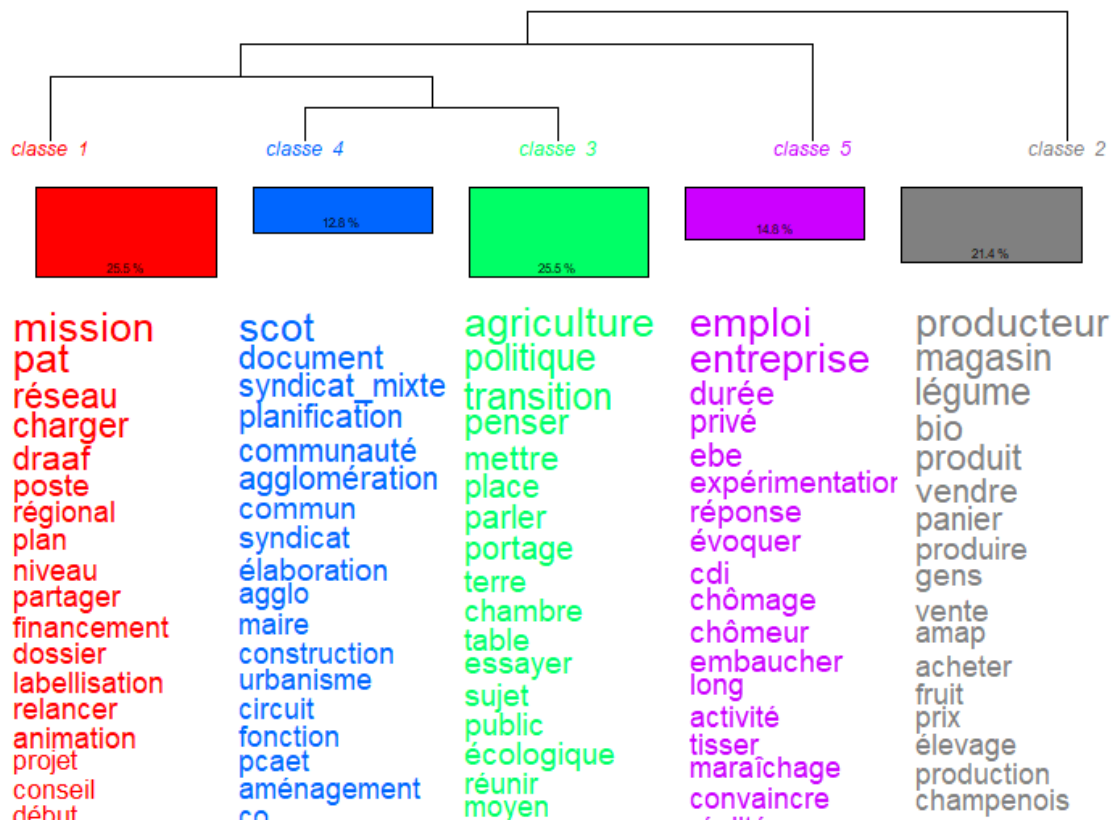 classe 1
classe 4
classe 3
classe 5
classe 2
25.5 %
12.8 %
25.5 %
14.8 %
21.4 %
mission
pat
réseau
charger
draaf
poste
régional
plan
niveau
partager
financement
dossier
labellisation
relancer
animation
projet
conseil
début
scot
document
syndicat_mixte
planification
communauté
agglomération
commun
syndicat
élaboration
agglo
maire
construction
urbanisme
circuit
fonction
pcaet
aménagement
co
agriculture
politique
transition
penser
mettre
place
parler
portage
terre
chambre
table
essayer
sujet
public
écologique
réunir
moyen
emploi
entreprise
durée
privé
ebe
expérimentation
réponse
évoquer
cdi
chômage
chômeur
embaucher
long
activité
tisser
maraîchage
convaincre
producteur
magasin
légume
bio
produit
vendre
panier
produire
gens
vente
amap
acheter
fruit
prix
élevage
production
champenois